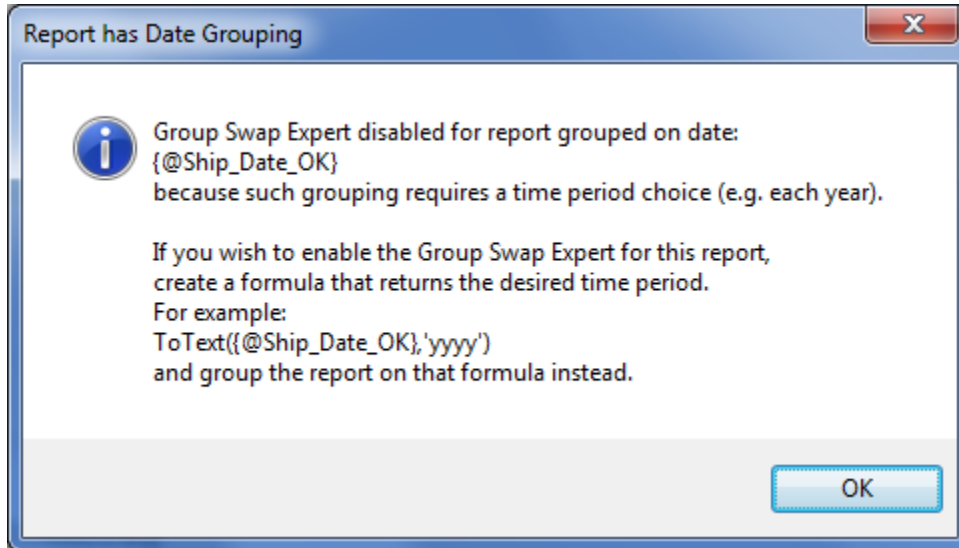 Report has Date Grouping
Group Swap Expert disabled for report grouped on date:
{@Ship_Date_OK}
because such grouping requires a time period choice (e.g. each year).
If you wish to enable the Group Swap Expert for this report,
create a formula that returns the desired time period.
For example:
ToText({@Ship_Date_OK},'yyyy')
and group the report on that formula instead.
OK